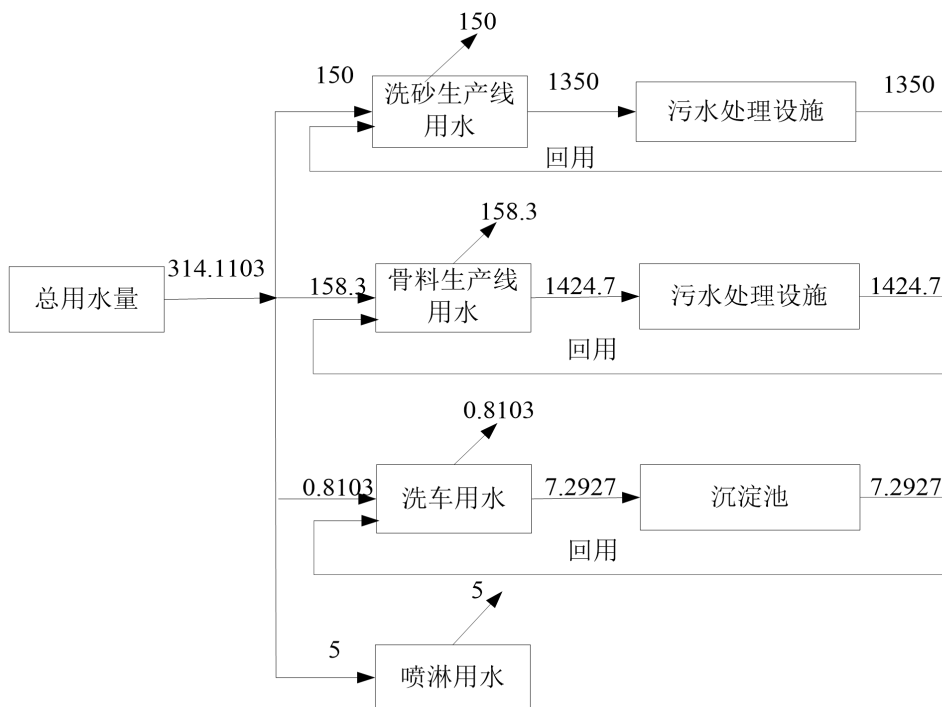 150
150
洗砂生产线
用水
1350
污水处理设施
1350
回用
158.3
总用水量
314.1103
158.3
骨料生产线
用水
1424.7
污水处理设施
1424.7
回用
0.8103
0.8103
洗车用水
7.2927
沉淀池
7.2927
回用
5
5
喷淋用水